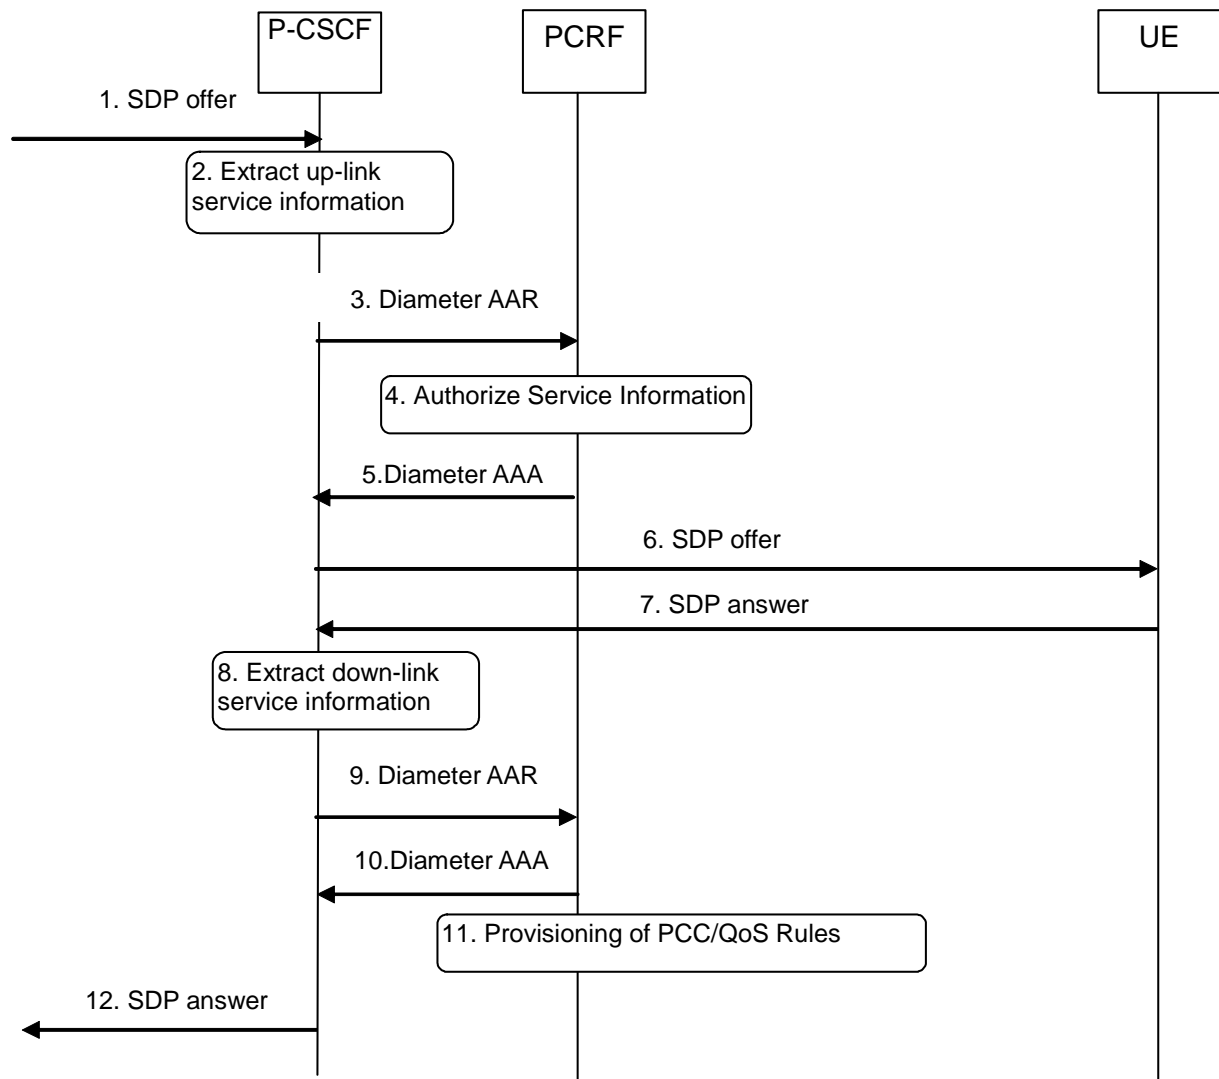 P-CSCF
PCRF
UE
1. SDP offer
2. Extract up-link
service information
3. Diameter AAR
4. Authorize Service Information
5.Diameter AAA
6. SDP offer
7. SDP answer
8. Extract down-link
service information
9. Diameter AAR
10.Diameter AAA
11. Provisioning of PCC/QoS Rules
12. SDP answer